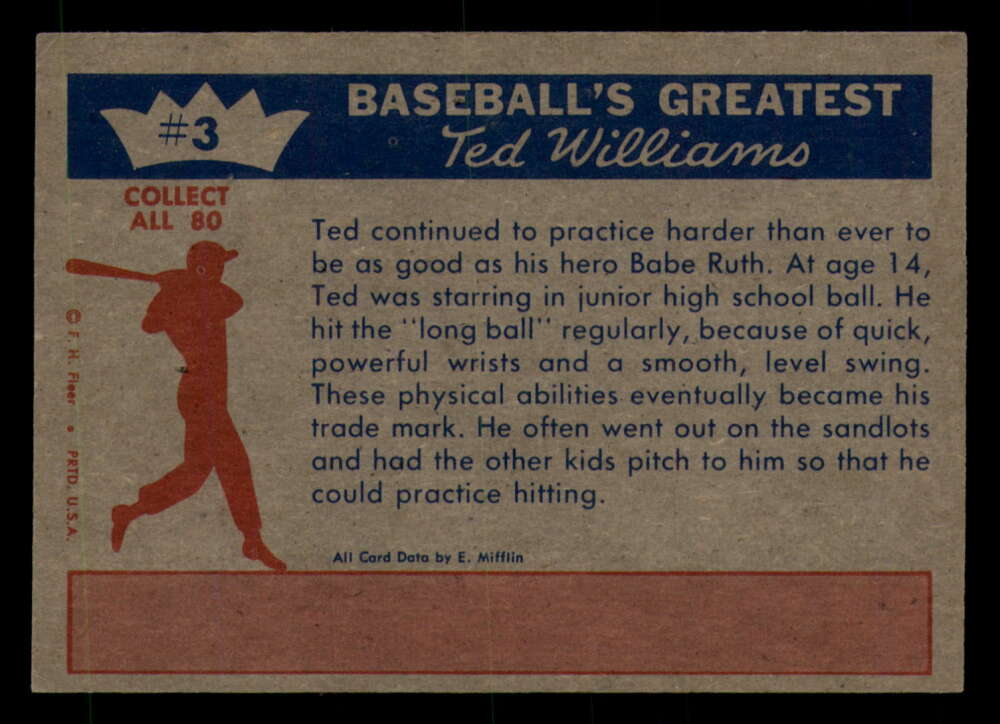 #3
BASEBALL'S GREATEST
Ted Williams
COLLECT
ALL 80
Ted continued to practice harder than ever to
be as good as his hero Babe Ruth. At age 14,
Ted was starring in junior high school ball. He
hit the "long ball" regularly, because of quick,
powerful wrists and a smooth, level swing.
These physical abilities eventually became his
trade mark. He often went out on the sandlots
and had the other kids pitch to him so that he
could practice hitting.
© F. H. Fleer • PRTD. U.S.A.
All Card Data by E. Mifflin